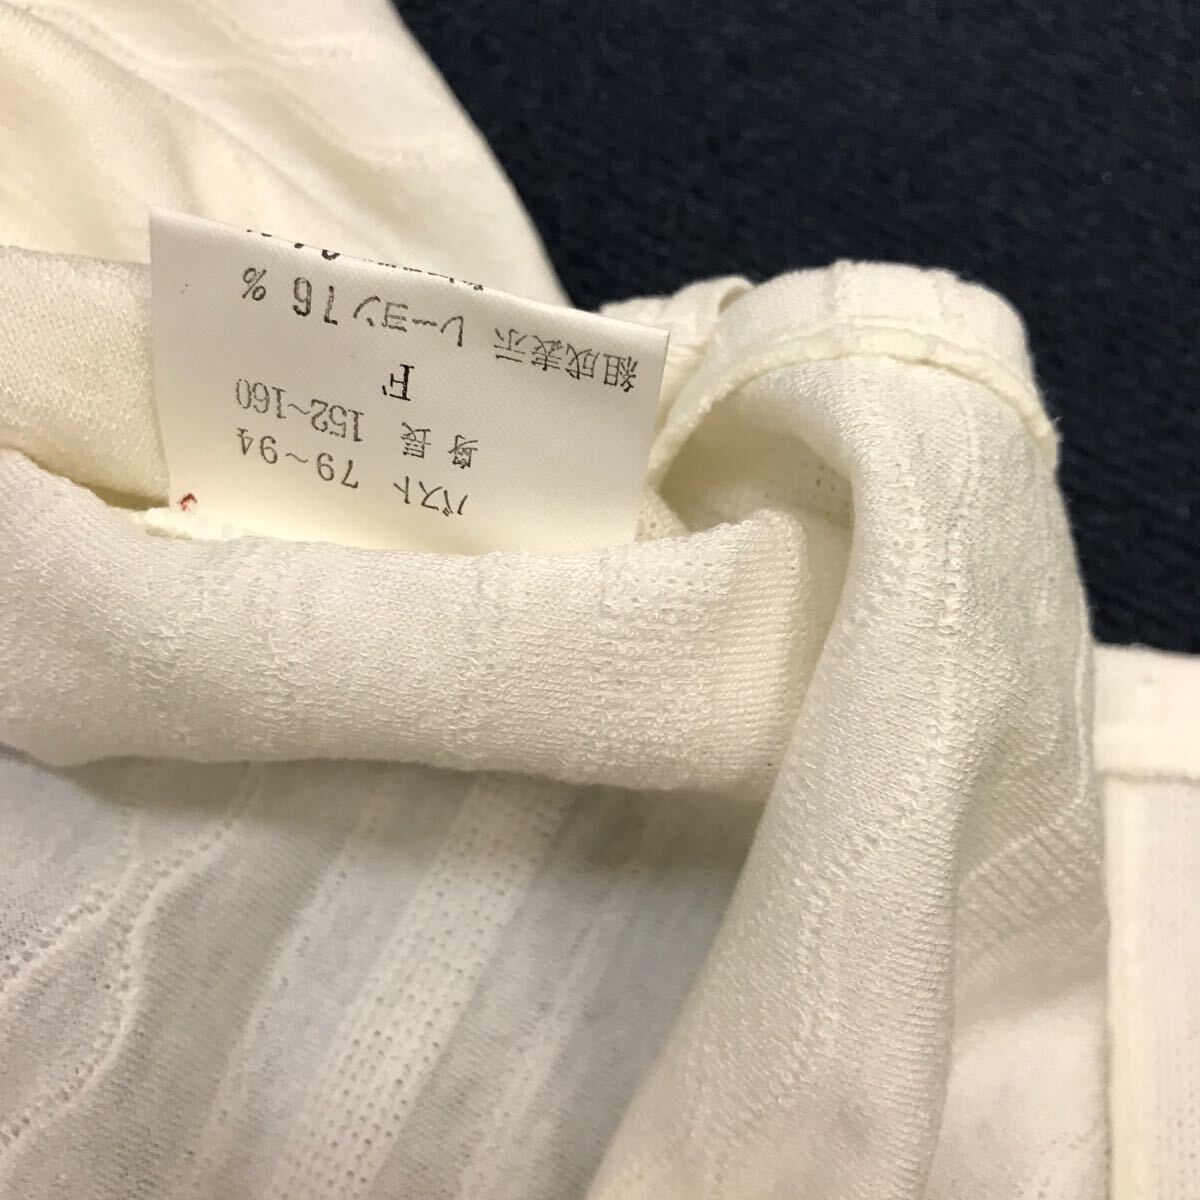 バスト 79~94
身長 152~160
F
組成表示 レーヨン76%